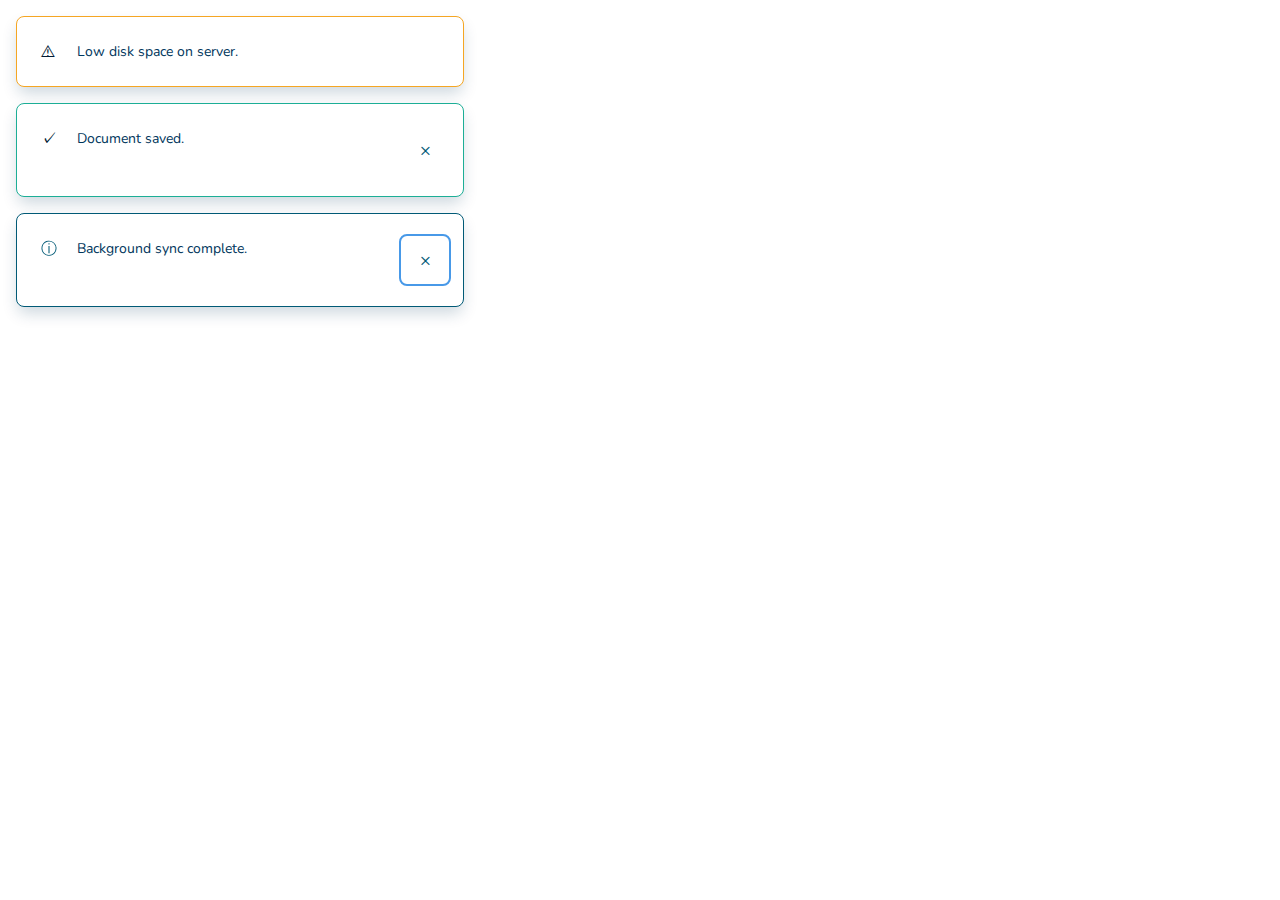 ⚠ Low disk space on server.
✓ Document saved. ×
ⓘ Background sync complete. ×